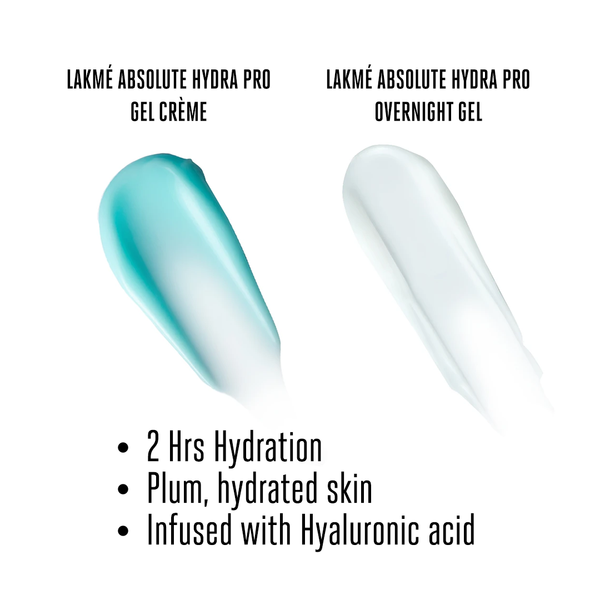 LAKMÉ ABSOLUTE HYDRA PRO
GEL CRÈME
LAKMÉ ABSOLUTE HYDRA PRO
OVERNIGHT GEL
• 2 Hrs Hydration
• Plum, hydrated skin
• Infused with Hyaluronic acid